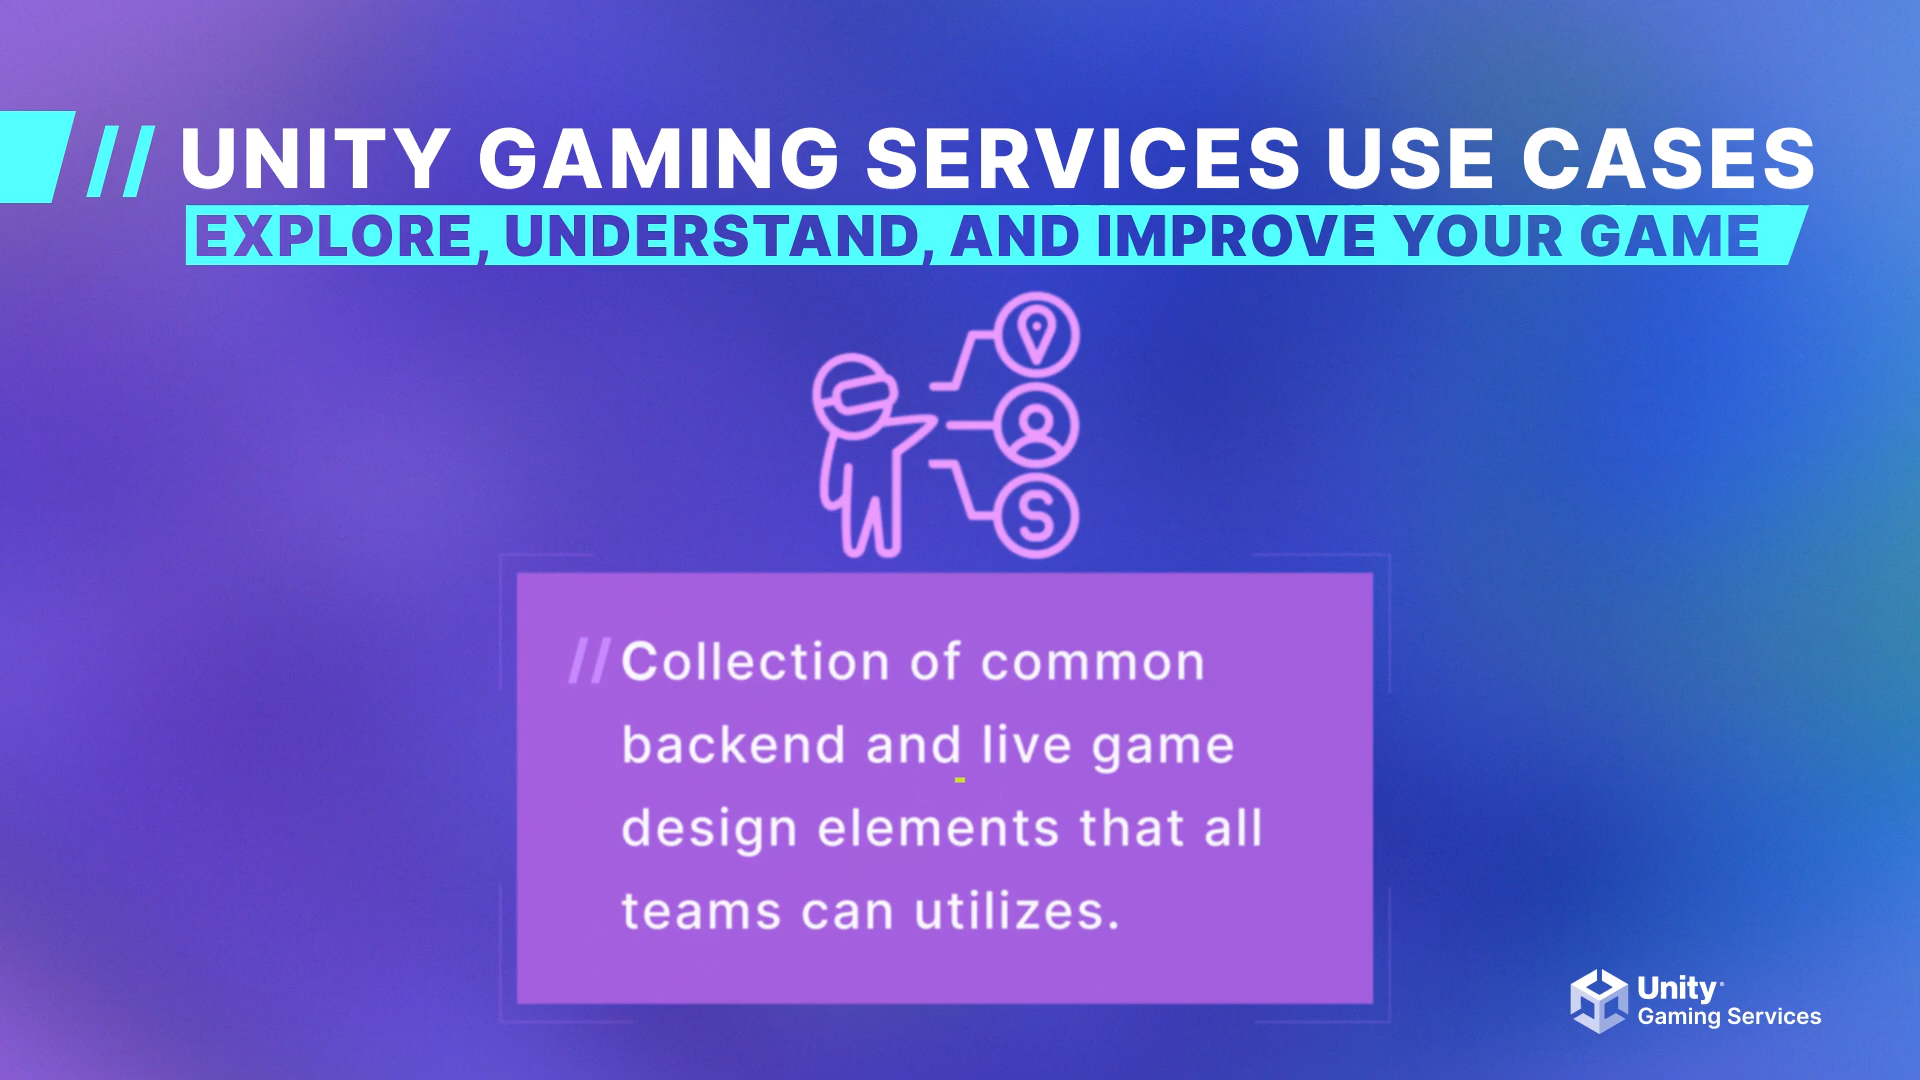 // UNITY GAMING SERVICES USE CASES
EXPLORE, UNDERSTAND, AND IMPROVE YOUR GAME
S
// Collection of common
backend and live game
design elements that all
teams can utilizes.
Unity
Gaming Services